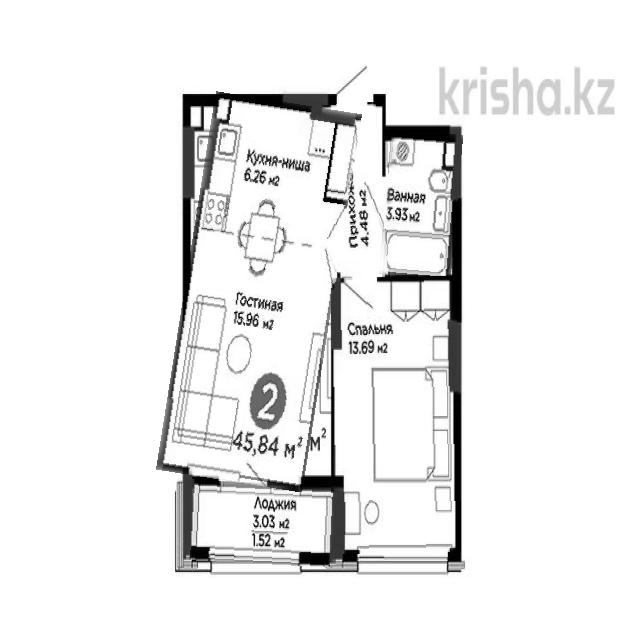 krisha.kz
Кухня-ниша
6.26 м2
Прихожа
4.48 м2
Ванная
3.93 м2
Гостиная
15.96 м2
Спальня
13.69 м2
2
45,84 м² м²
Лоджия
3.03 м2
1.52 м2